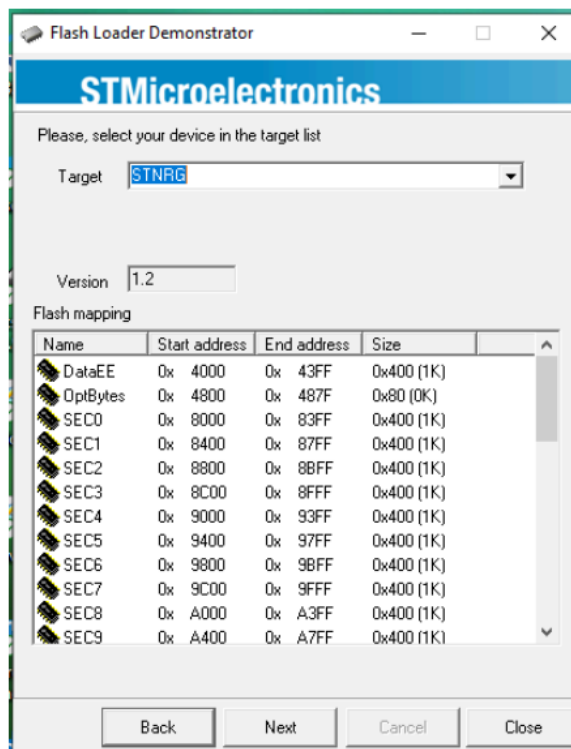 Flash Loader Demonstrator
STMicroelectronics
Please, select your device in the target list
Target STNRG
Version 1.2
Flash mapping
Name Start address End address Size
DataEE 0x 4000 0x 43FF 0x400 (1K)
OptBytes 0x 4800 0x 487F 0x80 (0K)
SEC0 0x 8000 0x 83FF 0x400 (1K)
SEC1 0x 8400 0x 87FF 0x400 (1K)
SEC2 0x 8800 0x 8BFF 0x400 (1K)
SEC3 0x 8C00 0x 8FFF 0x400 (1K)
SEC4 0x 9000 0x 93FF 0x400 (1K)
SEC5 0x 9400 0x 97FF 0x400 (1K)
SEC6 0x 9800 0x 9BFF 0x400 (1K)
SEC7 0x 9C00 0x 9FFF 0x400 (1K)
SEC8 0x A000 0x A3FF 0x400 (1K)
SEC9 0x A400 0x A7FF 0x400 (1K)
Back Next Cancel Close